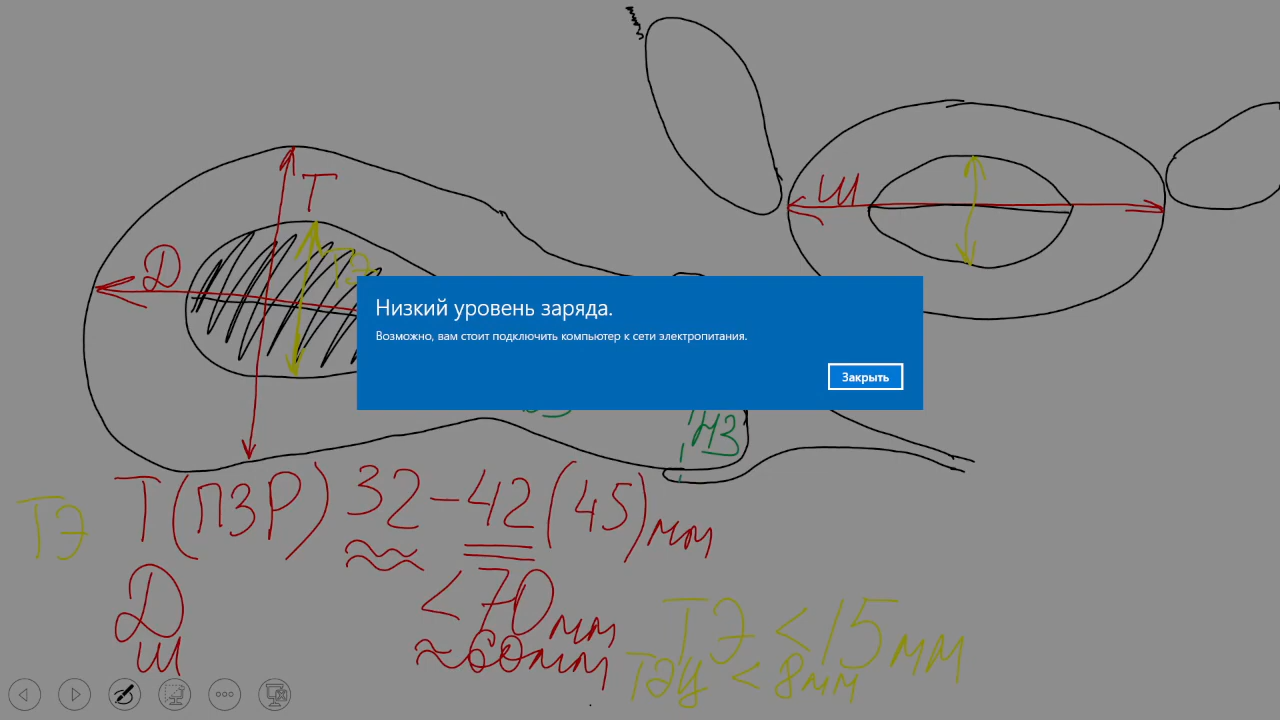 Т
Ш
Д
ТЭ
Низкий уровень заряда.
Возможно, вам стоит подключить компьютер к сети электропитания.
Закрыть
НЗ
ТЭ Т(ПЗР) 32-42(45)мм
Д <70мм
ТЭ <15мм
Ш ≈60мм
ТЭЦ < 8мм